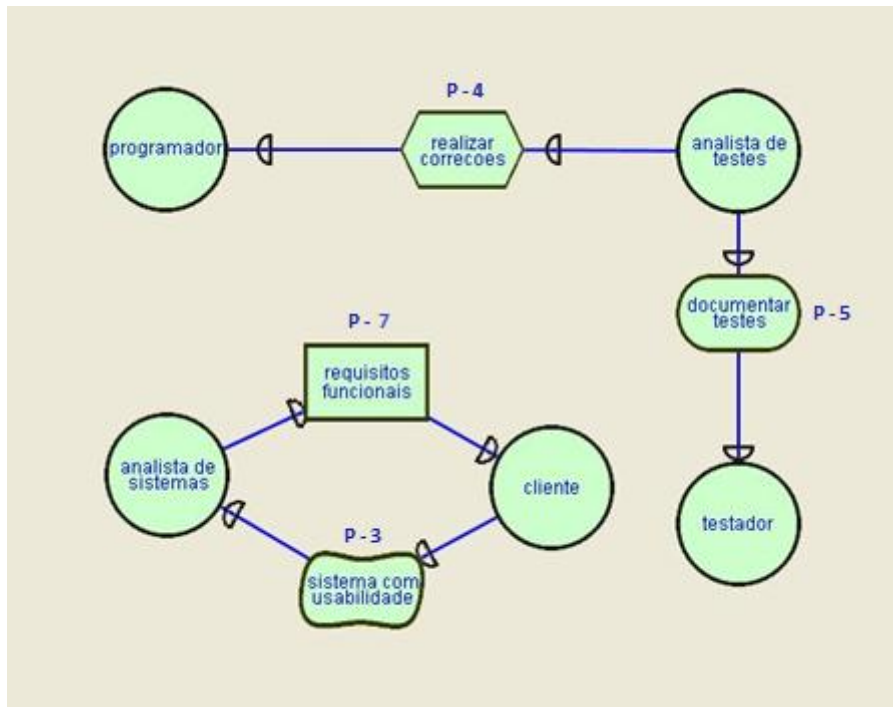 P-4
programador
realizar
correcoes
analista de
testes
documentar
testes
P-5
P-7
requisitos
funcionais
analista de
sistemas
cliente
P-3
sistema com
usabilidade
testador